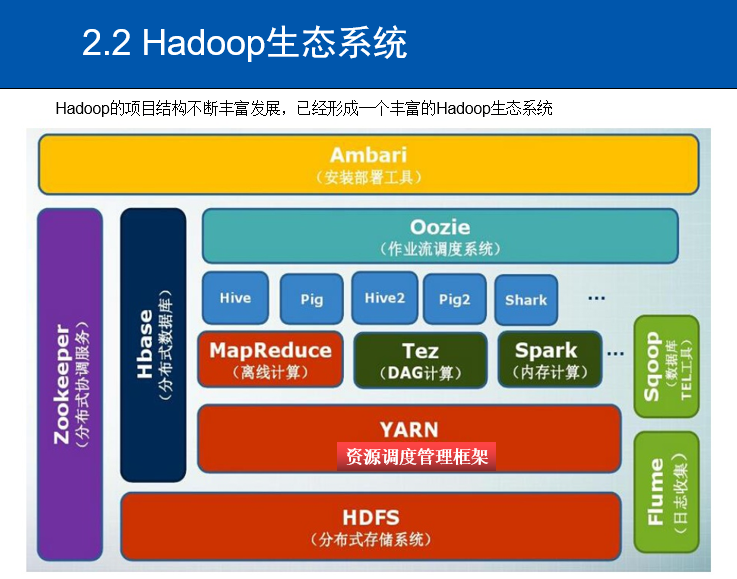 2.2 Hadoop生态系统
Hadoop的项目结构不断丰富发展，已经形成一个丰富的Hadoop生态系统
Ambari
（安装部署工具）
Zookeeper
（分布式协调服务）
Hbase
（分布式数据库）
Oozie
（作业流调度系统）
Hive
Pig
Hive2
Pig2
Shark
...
MapReduce
（离线计算）
Tez
（DAG计算）
Spark
（内存计算）
...
Sqoop
（数据库
TEL工具）
YARN
资源调度管理框架
Flume
（日志收集）
HDFS
（分布式存储系统）